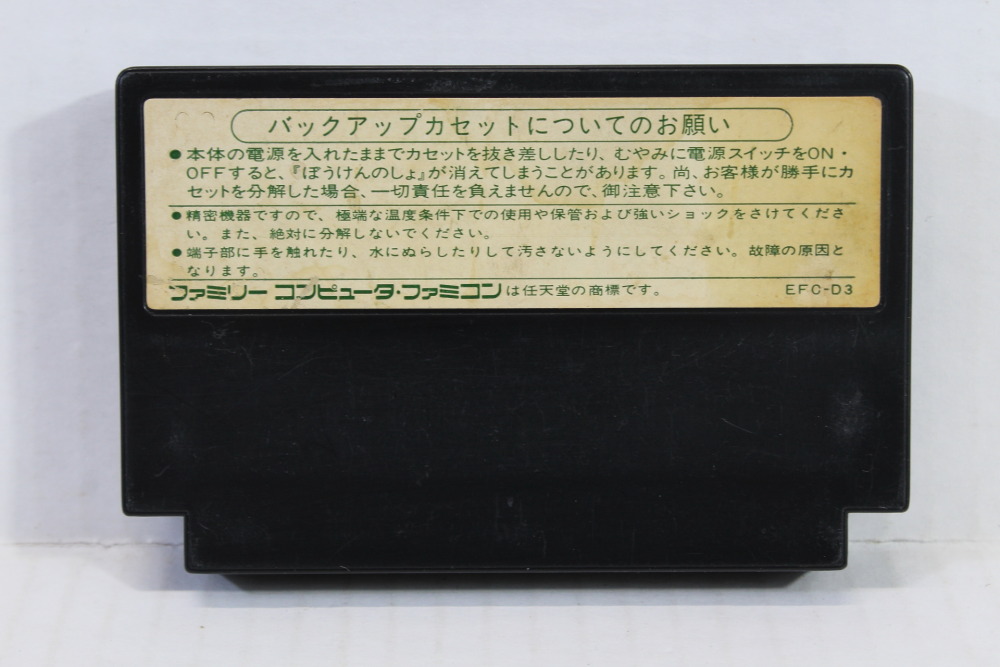 バックアップカセットについてのお願い
●本体の電源を入れたままでカセットを抜き差ししたり、むやみに電源スイッチをON・
OFFすると、『ぼうけんのしょ』が消えてしまうことがあります。尚、お客様が勝手にカ
セットを分解した場合、一切責任を負えませんので、御注意下さい。
●精密機器ですので、極端な温度条件下での使用や保管および強いショックをさけてくださ
い。また、絶対に分解しないでください。
●端子部に手を触れたり、水にぬらしたりして汚さないようにしてください。故障の原因と
なります。
ファミリー コンピュータ・ファミコンは任天堂の商標です。 EFC-D3